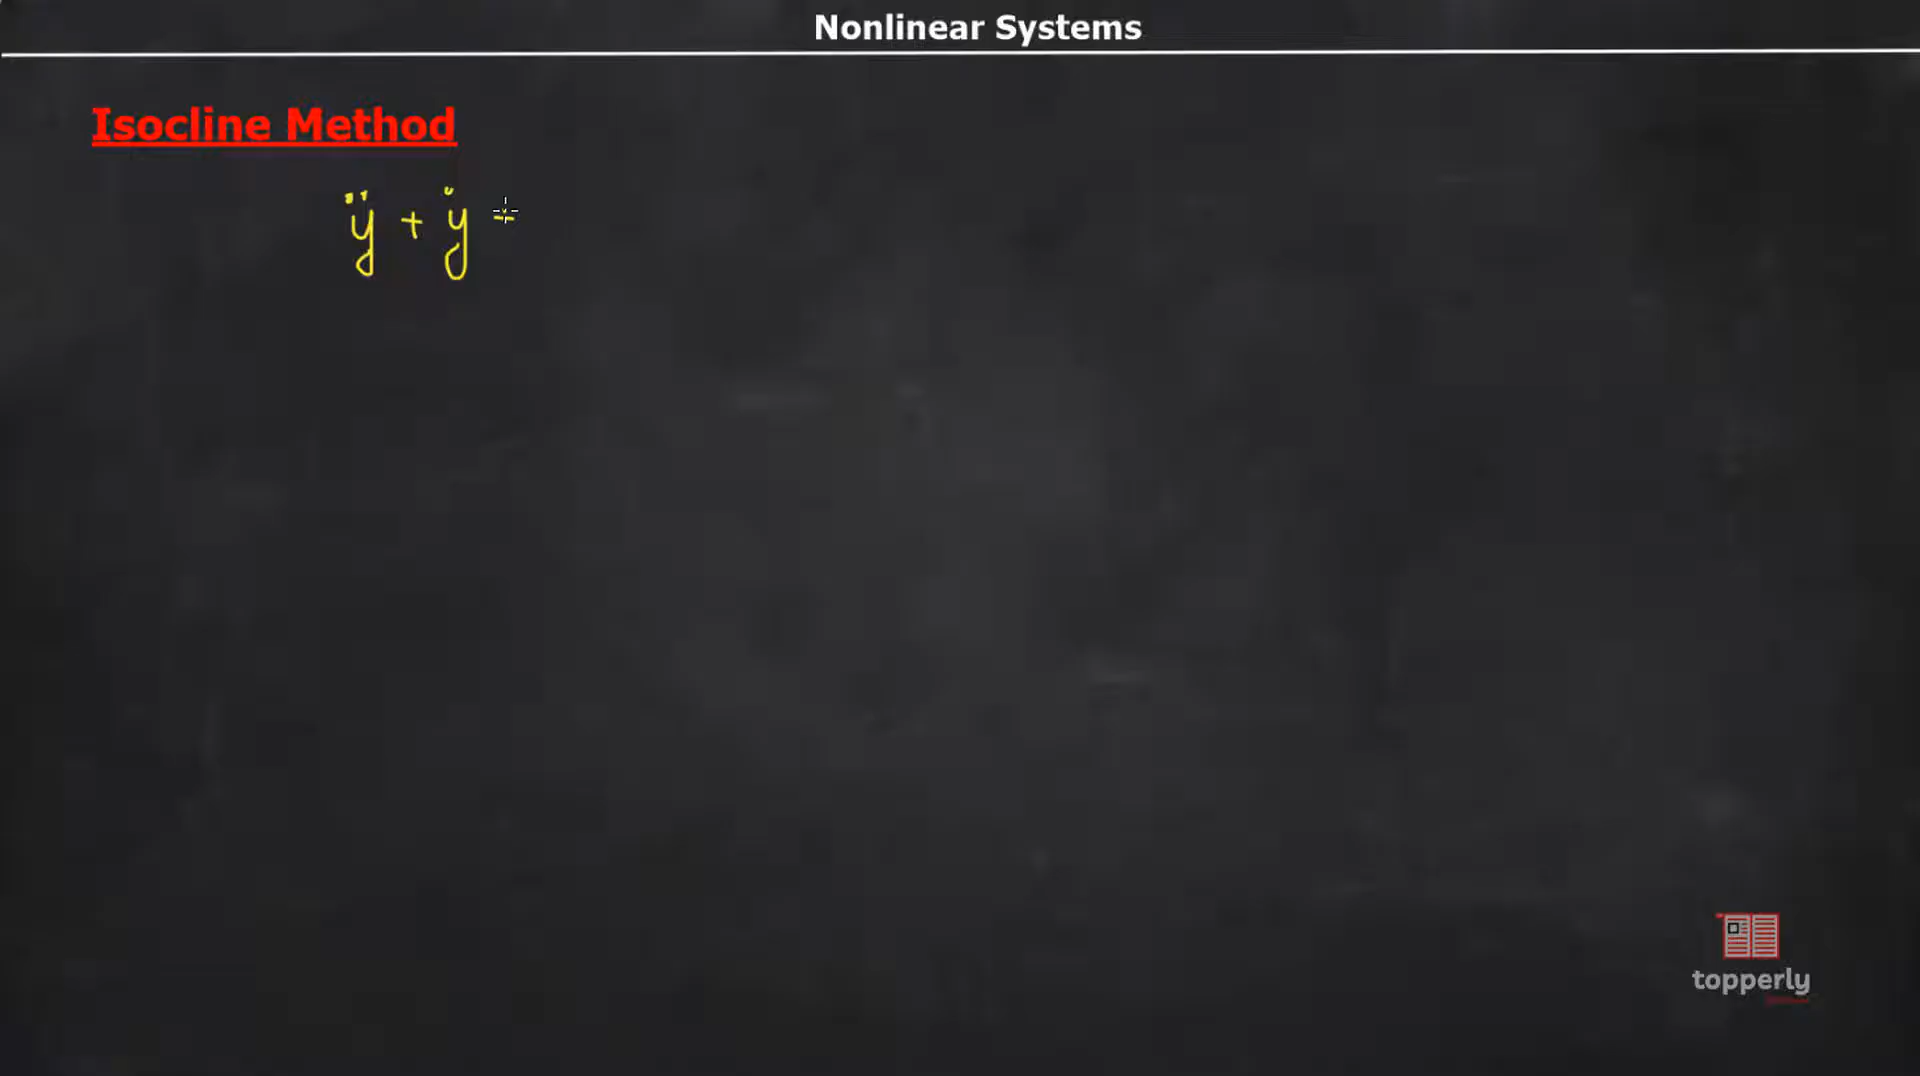 Nonlinear Systems
Isocline Method
ÿ + ẏ =
topperly